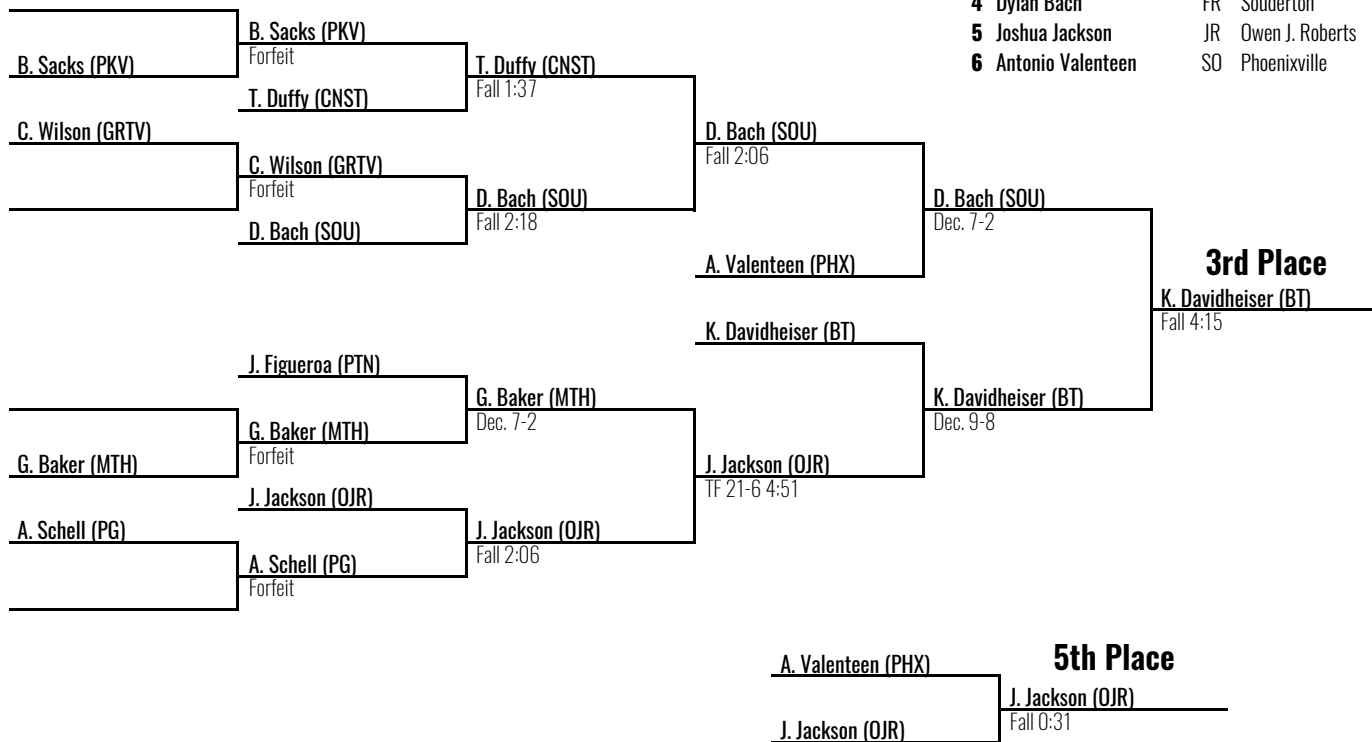 4 Dylan Bach FR Souderton
5 Joshua Jackson JR Owen J. Roberts
6 Antonio Valenteen SO Phoenixville
B. Sacks (PKV)
B. Sacks (PKV)
Forfeit
T. Duffy (CNST)
T. Duffy (CNST)
Fall 1:37
C. Wilson (GRTV)
C. Wilson (GRTV)
Forfeit
D. Bach (SOU)
D. Bach (SOU)
Fall 2:18
D. Bach (SOU)
Fall 2:06
A. Valenteen (PHX)
D. Bach (SOU)
Dec. 7-2
3rd Place
K. Davidheiser (BT)
Fall 4:15
K. Davidheiser (BT)
K. Davidheiser (BT)
Dec. 9-8
J. Figueroa (PTN)
G. Baker (MTH)
Dec. 7-2
G. Baker (MTH)
Forfeit
G. Baker (MTH)
J. Jackson (OJR)
TF 21-6 4:51
J. Jackson (OJR)
A. Schell (PG)
J. Jackson (OJR)
Fall 2:06
A. Schell (PG)
Forfeit
5th Place
A. Valenteen (PHX)
J. Jackson (OJR)
Fall 0:31
J. Jackson (OJR)